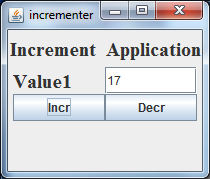 incrementer
Increment Application
Value1 17
Incr Decr